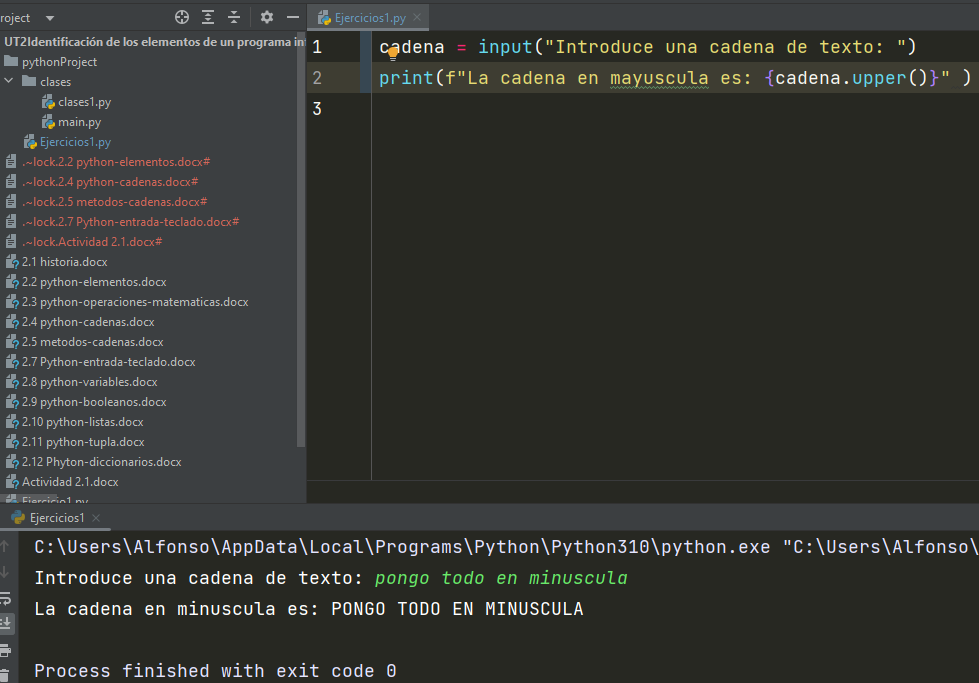 roject
Ejercicios1.py
UT2Identificación de los elementos de un programa in
pythonProject
clases
clases1.py
main.py
Ejercicios1.py
.~lock.2.2 python-elementos.docx#
.~lock.2.4 python-cadenas.docx#
.~lock.2.5 metodos-cadenas.docx#
.~lock.2.7 Python-entrada-teclado.docx#
.~lock.Actividad 2.1.docx#
2.1 historia.docx
2.2 python-elementos.docx
2.3 python-operaciones-matematicas.docx
2.4 python-cadenas.docx
2.5 metodos-cadenas.docx
2.7 Python-entrada-teclado.docx
2.8 python-variables.docx
2.9 python-booleanos.docx
2.10 python-listas.docx
2.11 python-tupla.docx
2.12 Phyton-diccionarios.docx
Actividad 2.1.docx
Ejercicio1.py
1 cadena = input("Introduce una cadena de texto: ")
2 print(f"La cadena en mayuscula es: {cadena.upper()}" )
3
Ejercicios1
C:\Users\Alfonso\AppData\Local\Programs\Python\Python310\python.exe "C:\Users\Alfonso\
Introduce una cadena de texto: pongo todo en minuscula
La cadena en minuscula es: PONGO TODO EN MINUSCULA
Process finished with exit code 0